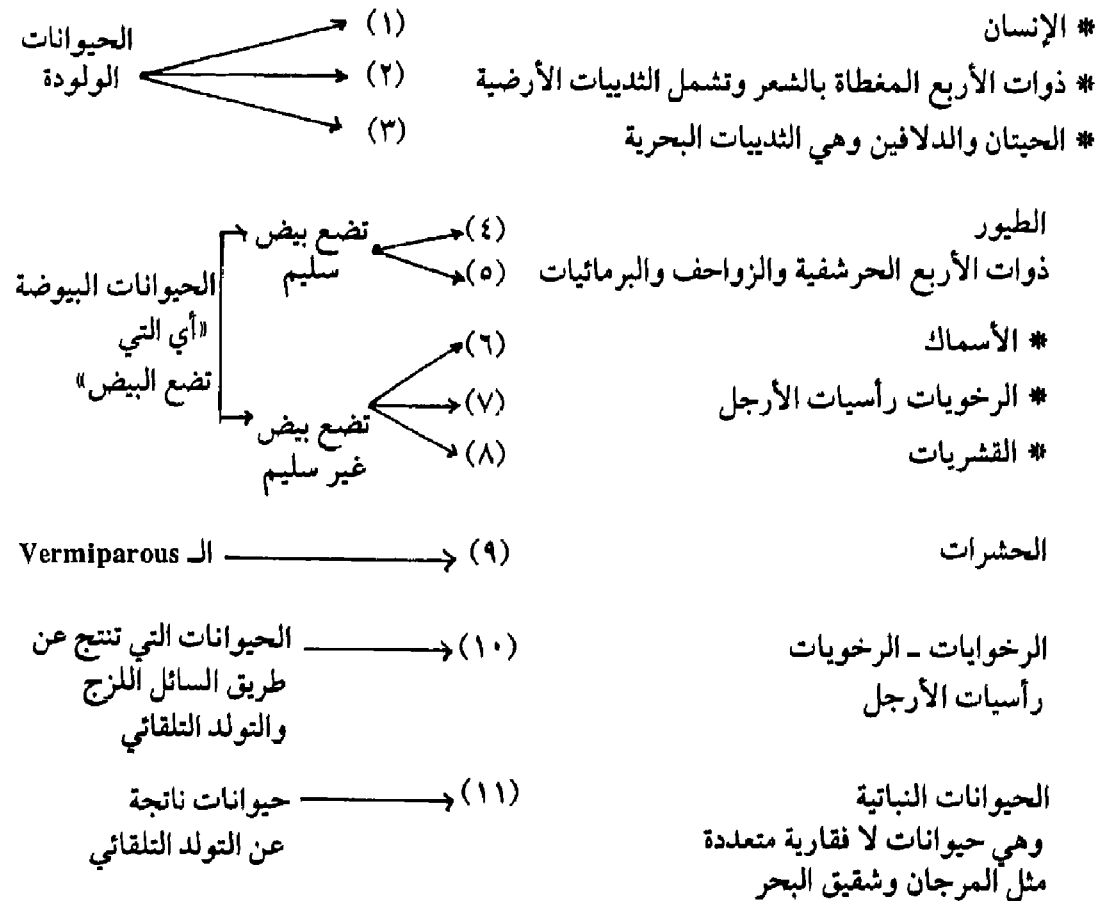 * الإنسان (١)
* ذوات الأربع المغطاة بالشعر وتشمل الثدييات الأرضية (٢)
* الحيتان والدلافين وهي الثدييات البحرية (٣)
الحيوانات
الولودة
الطيور (٤)
ذوات الأربع الحرشفية والزواحف والبرمائيات (٥)
تضع بيض
سليم
* الأسماك (٦)
* الرخويات رأسيات الأرجل (٧)
* القشريات (٨)
تضع بيض
غير سليم
الحيوانات البيوضة
«أي التي
تضع البيض»
الحشرات (٩) الـ Vermiparous
الرخوايات ــ الرخويات (١٠) الحيوانات التي تنتج عن
رأسيات الأرجل طريق السائل اللزج
والتولد التلقائي
الحيوانات النباتية (١١) حيوانات ناتجة
وهي حيوانات لا فقارية متعددة عن التولد التلقائي
مثل المرجان وشقيق البحر